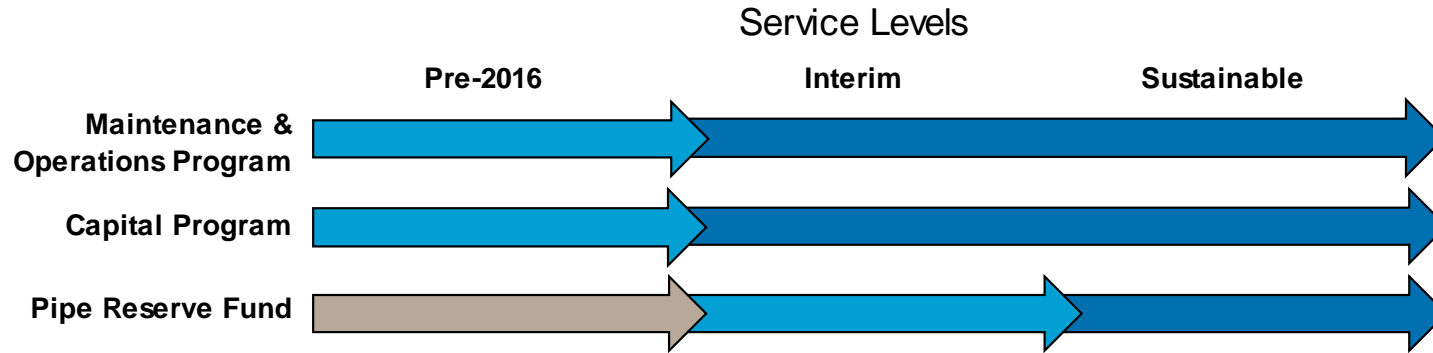 Service Levels
Pre-2016 Interim Sustainable
Maintenance &
Operations Program
Capital Program
Pipe Reserve Fund